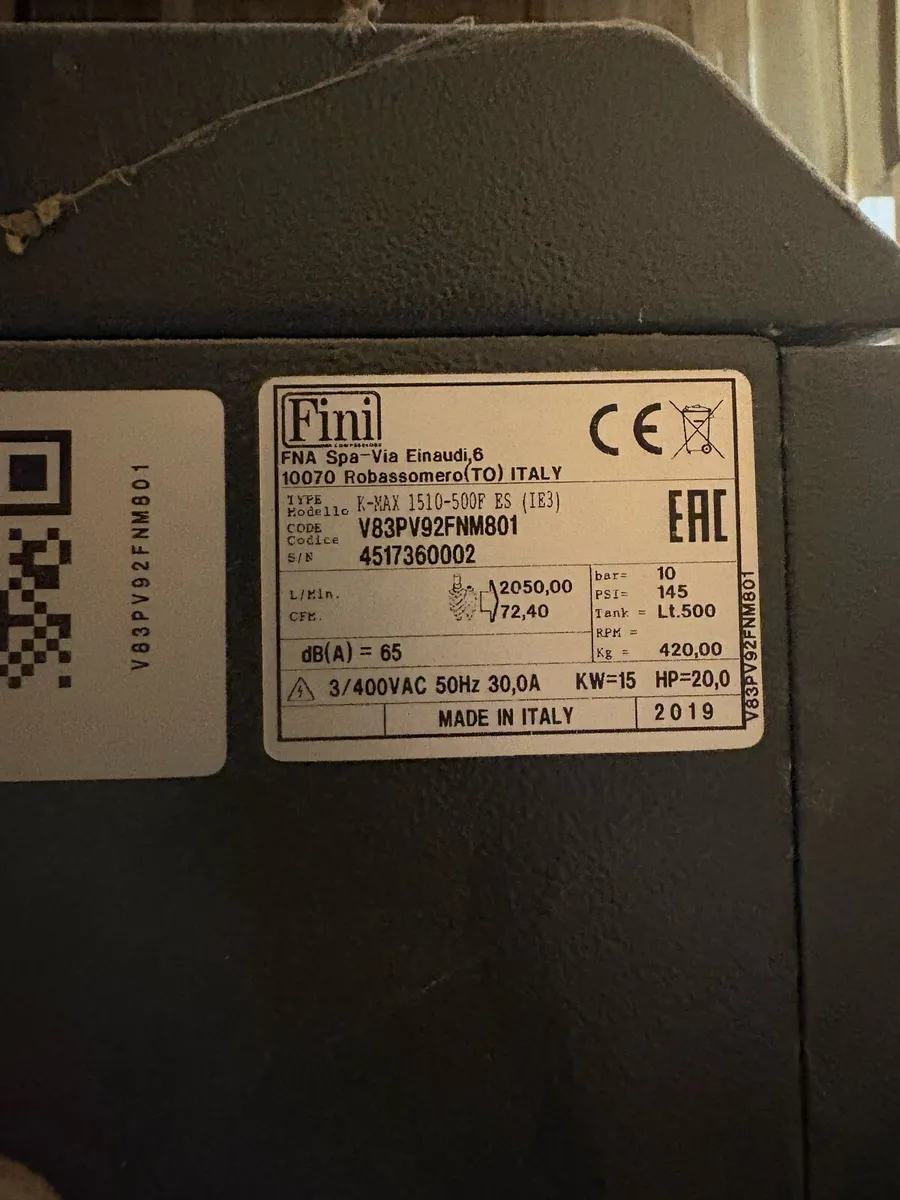 V83PV92FNM801
Fini
COMPRESSORS
CE
FNA Spa-Via Einaudi,6
10070 Robassomero(TO) ITALY
TYPE
Modello K-MAX 1510-500F ES (IE3)
EAC
CODE
Codice V83PV92FNM801
S/N 4517360002
L/Min. 2050,00
CFM. 72,40
bar= 10
PSI= 145
Tank = Lt.500
RPM =
Kg = 420,00
dB(A) = 65
3/400VAC 50Hz 30,0A KW=15 HP=20,0
MADE IN ITALY 2019
V83PV92FNM801